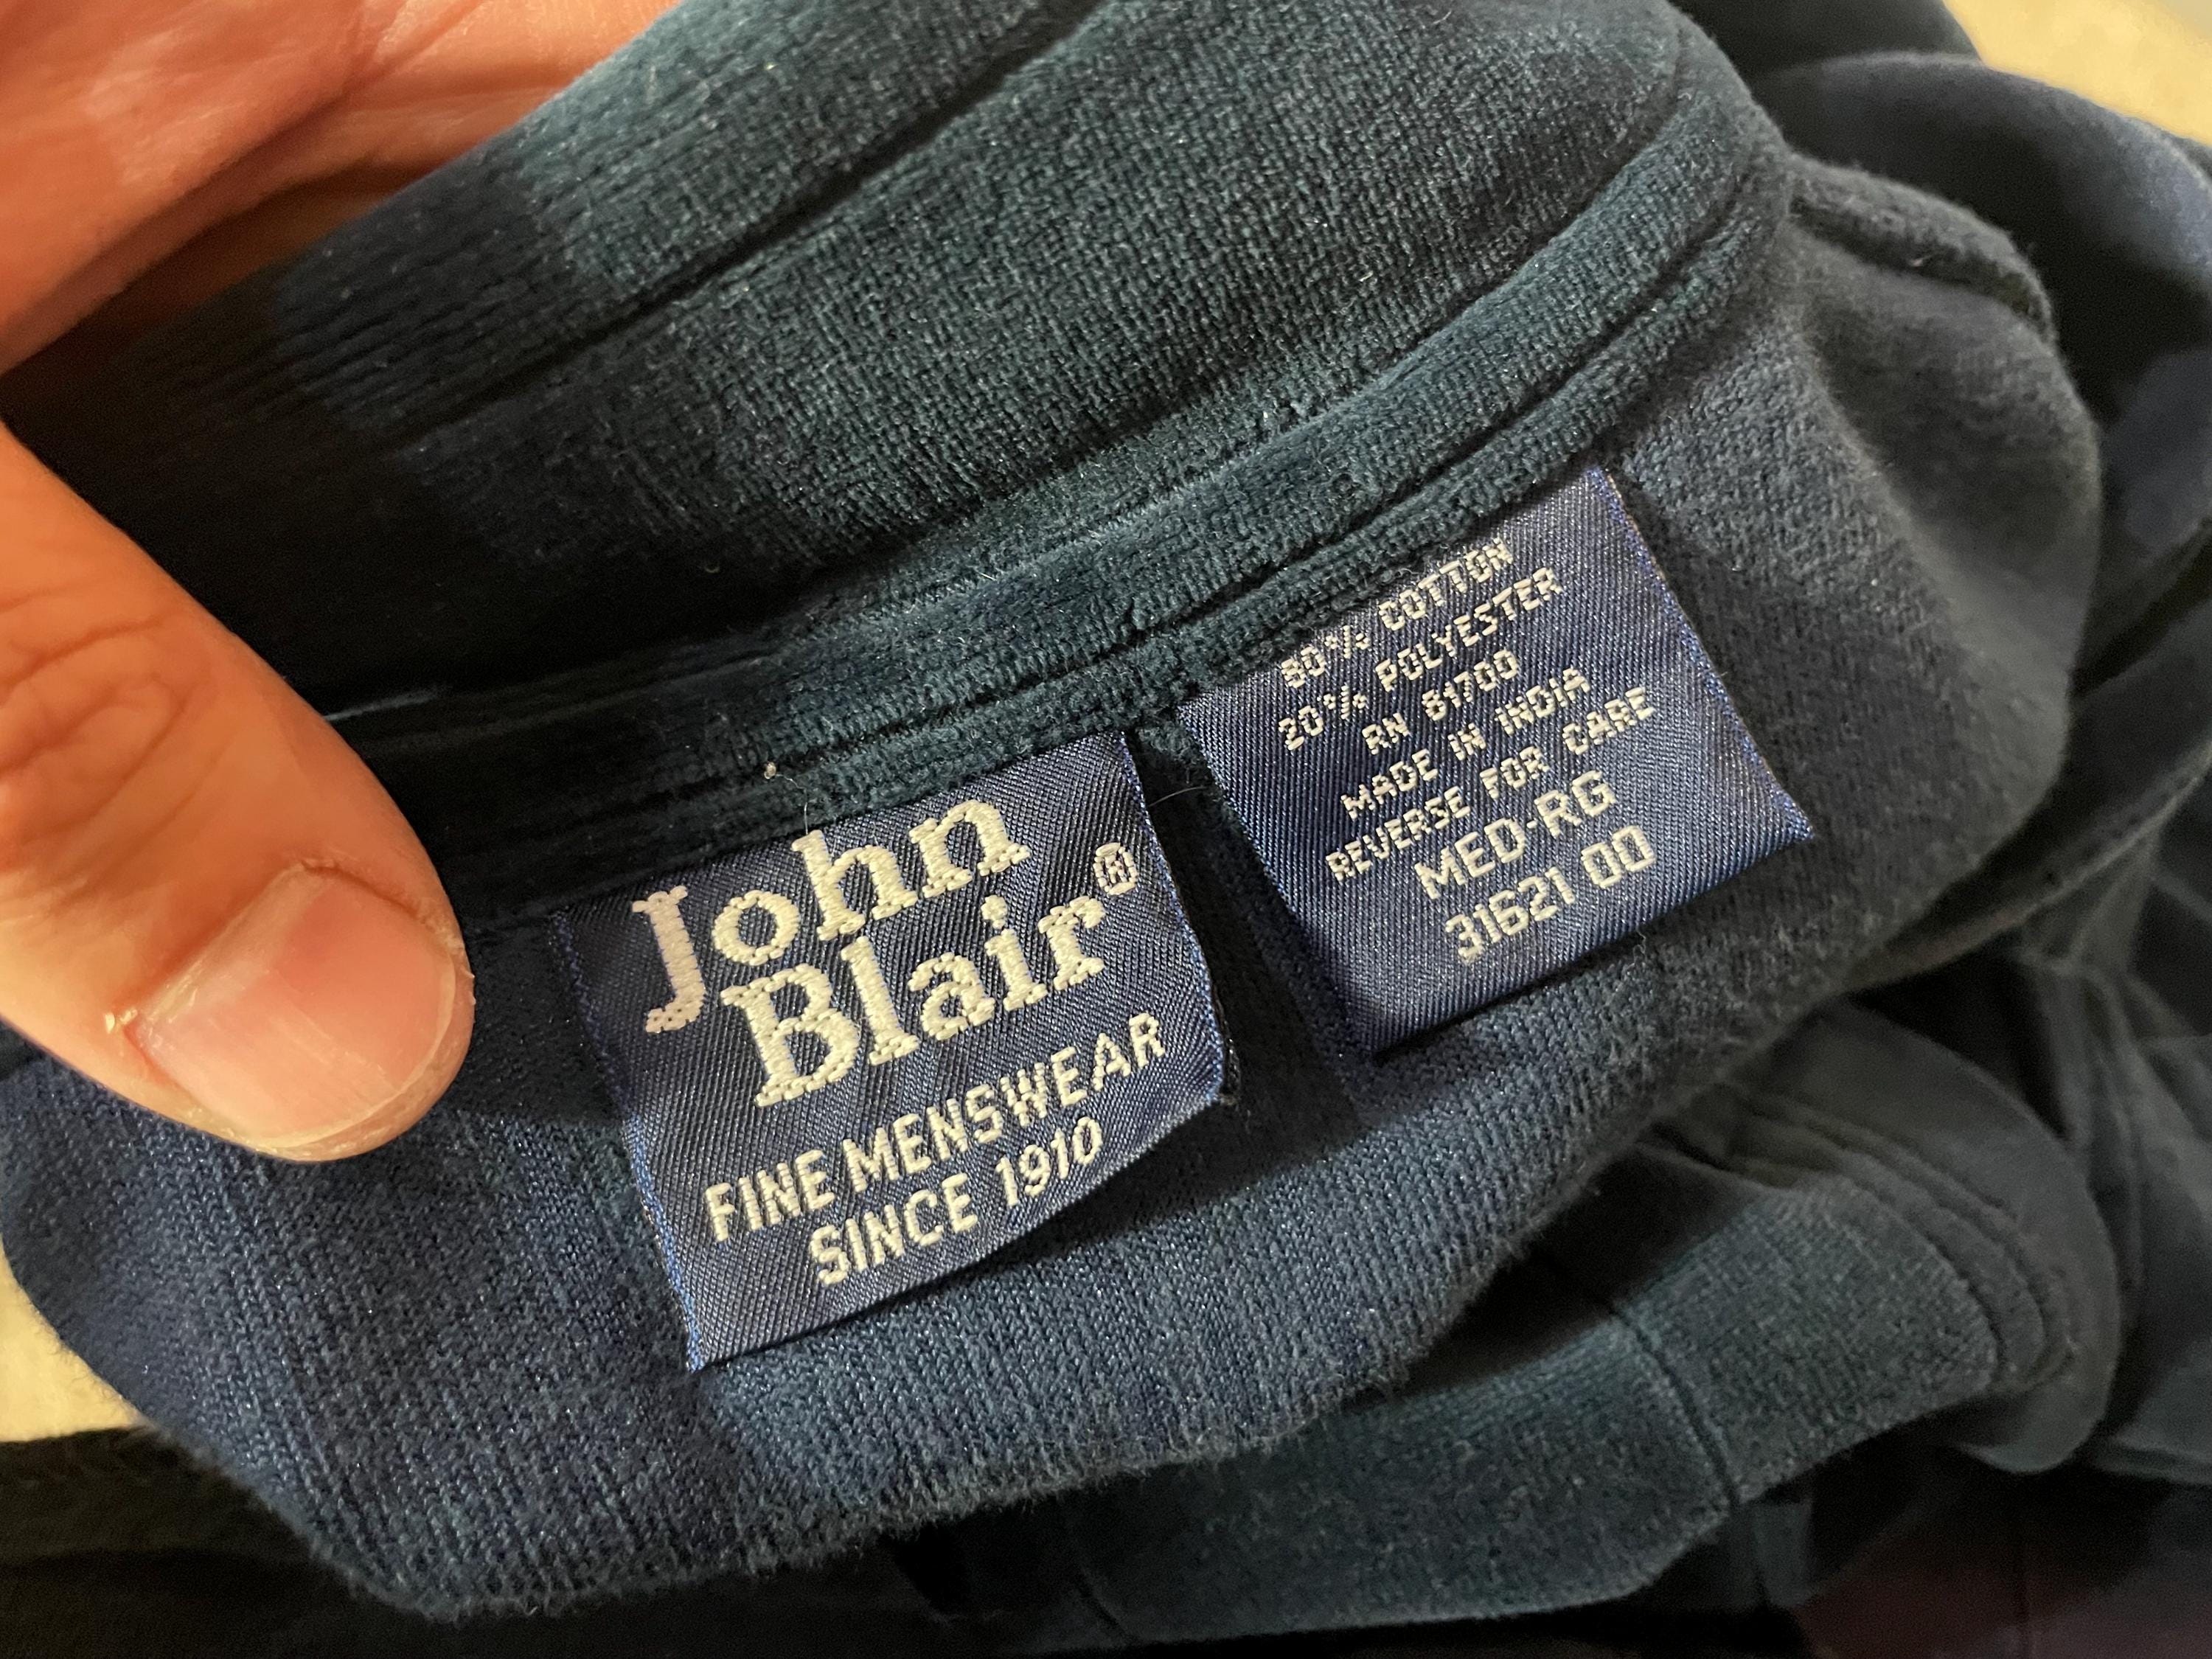 John
Blair®
FINE MENSWEAR
SINCE 1910
80% COTTON
20% POLYESTER
RN 81700
MADE IN INDIA
REVERSE FOR CARE
MED-RG
31621 00